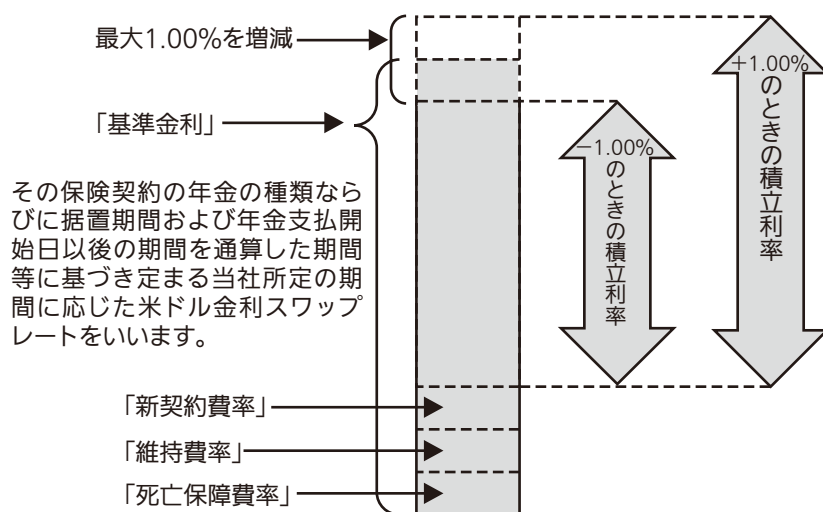 最大1.00%を増減
「基準金利」
その保険契約の年金の種類なら
びに据置期間および年金支払開
始日以後の期間を通算した期間
等に基づき定まる当社所定の期
間に応じた米ドル金利スワップ
レートをいいます。
「新契約費率」
「維持費率」
「死亡保障費率」
－1.00%
のときの積立利率
＋1.00%
のときの積立利率